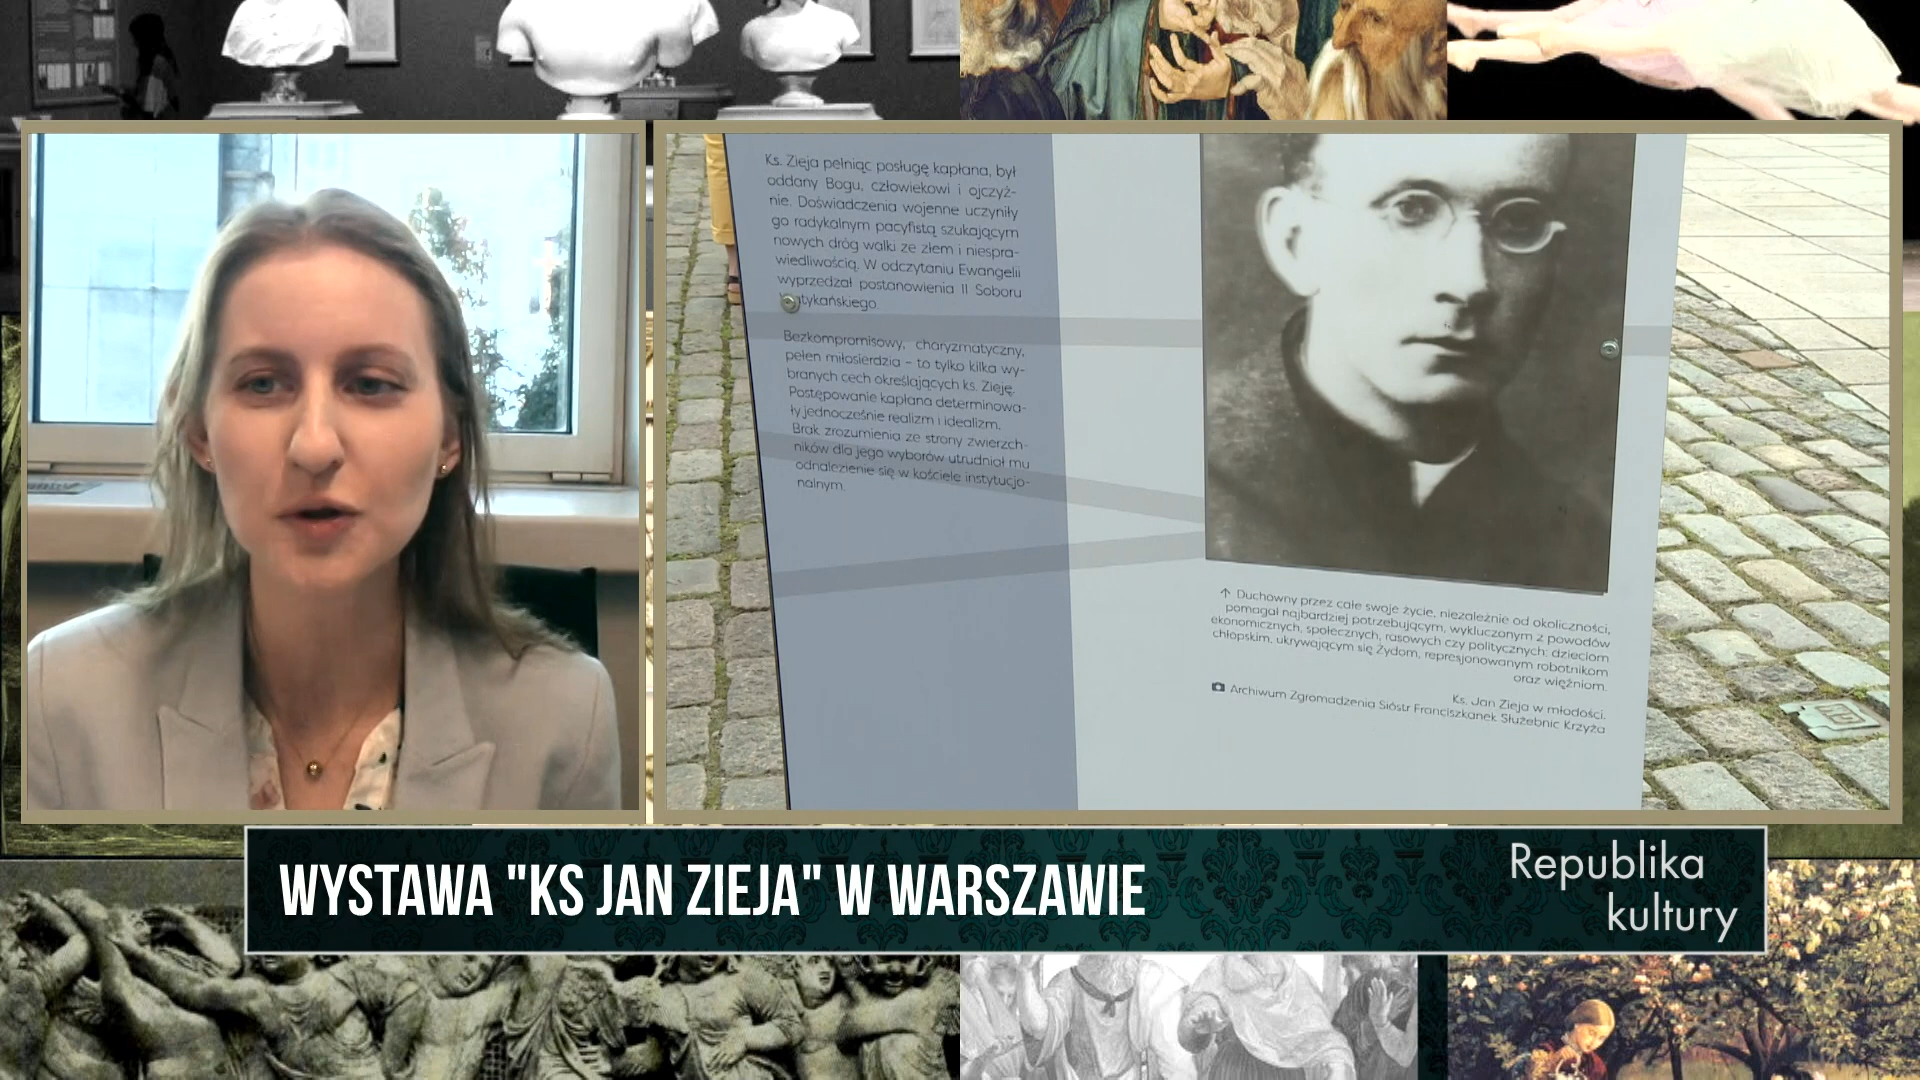 Ks. Zieja pełniąc posługę kapłana, był
oddany Bogu, człowiekowi i ojczyź-
nie. Doświadczenia wojenne uczyniły
go radykalnym pacyfistą szukającym
nowych dróg walki ze złem i niespra-
wiedliwością. W odczytaniu Ewangelii
wyprzedzał postanowienia II Soboru
tykańskiego.
Bezkompromisowy, charyzmatyczny,
pełen miłosierdzia – to tylko kilka wy-
branych cech określających ks. Zieję.
Postępowanie kapłana determinowa-
ły jednocześnie realizm i idealizm.
Brak zrozumienia ze strony zwierzch-
ników dla jego wyborów utrudniał mu
odnalezienie się w kościele instytucjo-
nalnym.
↑ Duchowny przez całe swoje życie, niezależnie od okoliczności,
pomagał najbardziej potrzebującym, wykluczonym z powodów
ekonomicznych, społecznych, rasowych czy politycznych: dzieciom
chłopskim, ukrywającym się Żydom, represjonowanym robotnikom
oraz więźniom.
Ks. Jan Zieja w młodości.
Archiwum Zgromadzenia Sióstr Franciszkanek Służebnic Krzyża
WYSTAWA "KS JAN ZIEJA" W WARSZAWIE
Republika
kultury